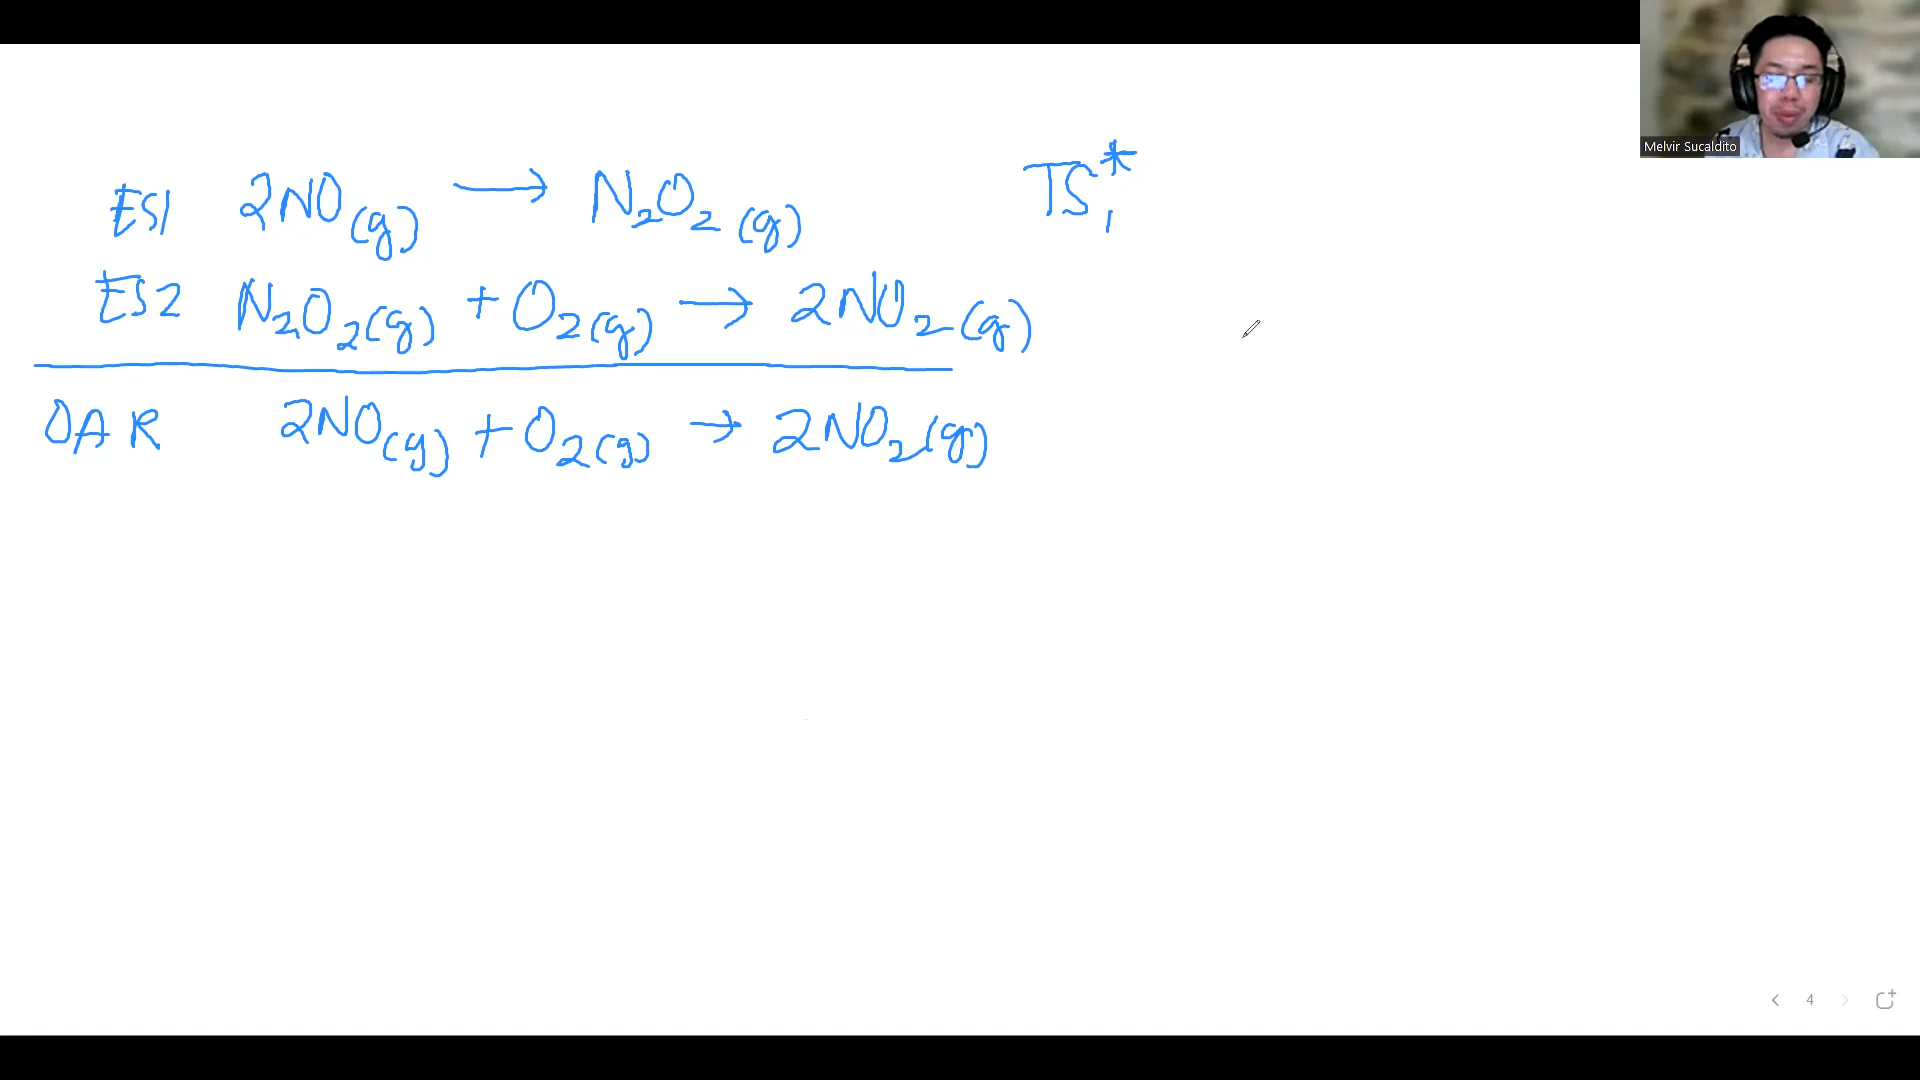 Melvir Sucaldito
ES1 2NO(g) → N₂O₂(g) TS₁*
ES2 N₂O₂(g) + O₂(g) → 2NO₂(g)
OAR 2NO(g) + O₂(g) → 2NO₂(g)
4